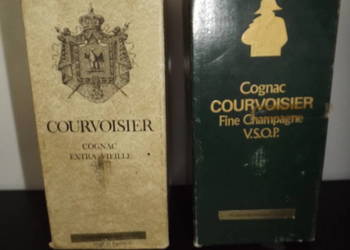 COURVOISIER
COGNAC
EXTRA-VIEILLE
Cognac
COURVOISIER
Fine Champagne
V.S.O.P.